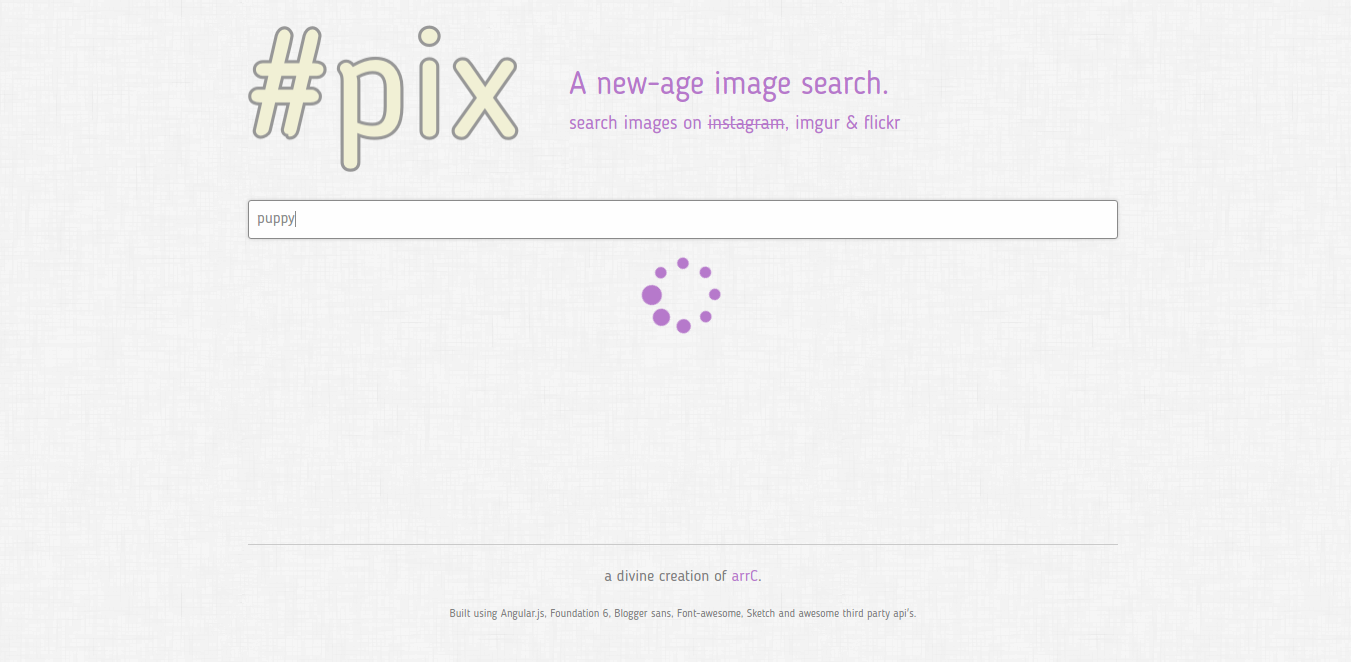 #pix
A new-age image search.
search images on instagram, imgur & flickr
puppy
a divine creation of arrC.
Built using Angular.js, Foundation 6, Blogger sans, Font-awesome, Sketch and awesome third party api's.